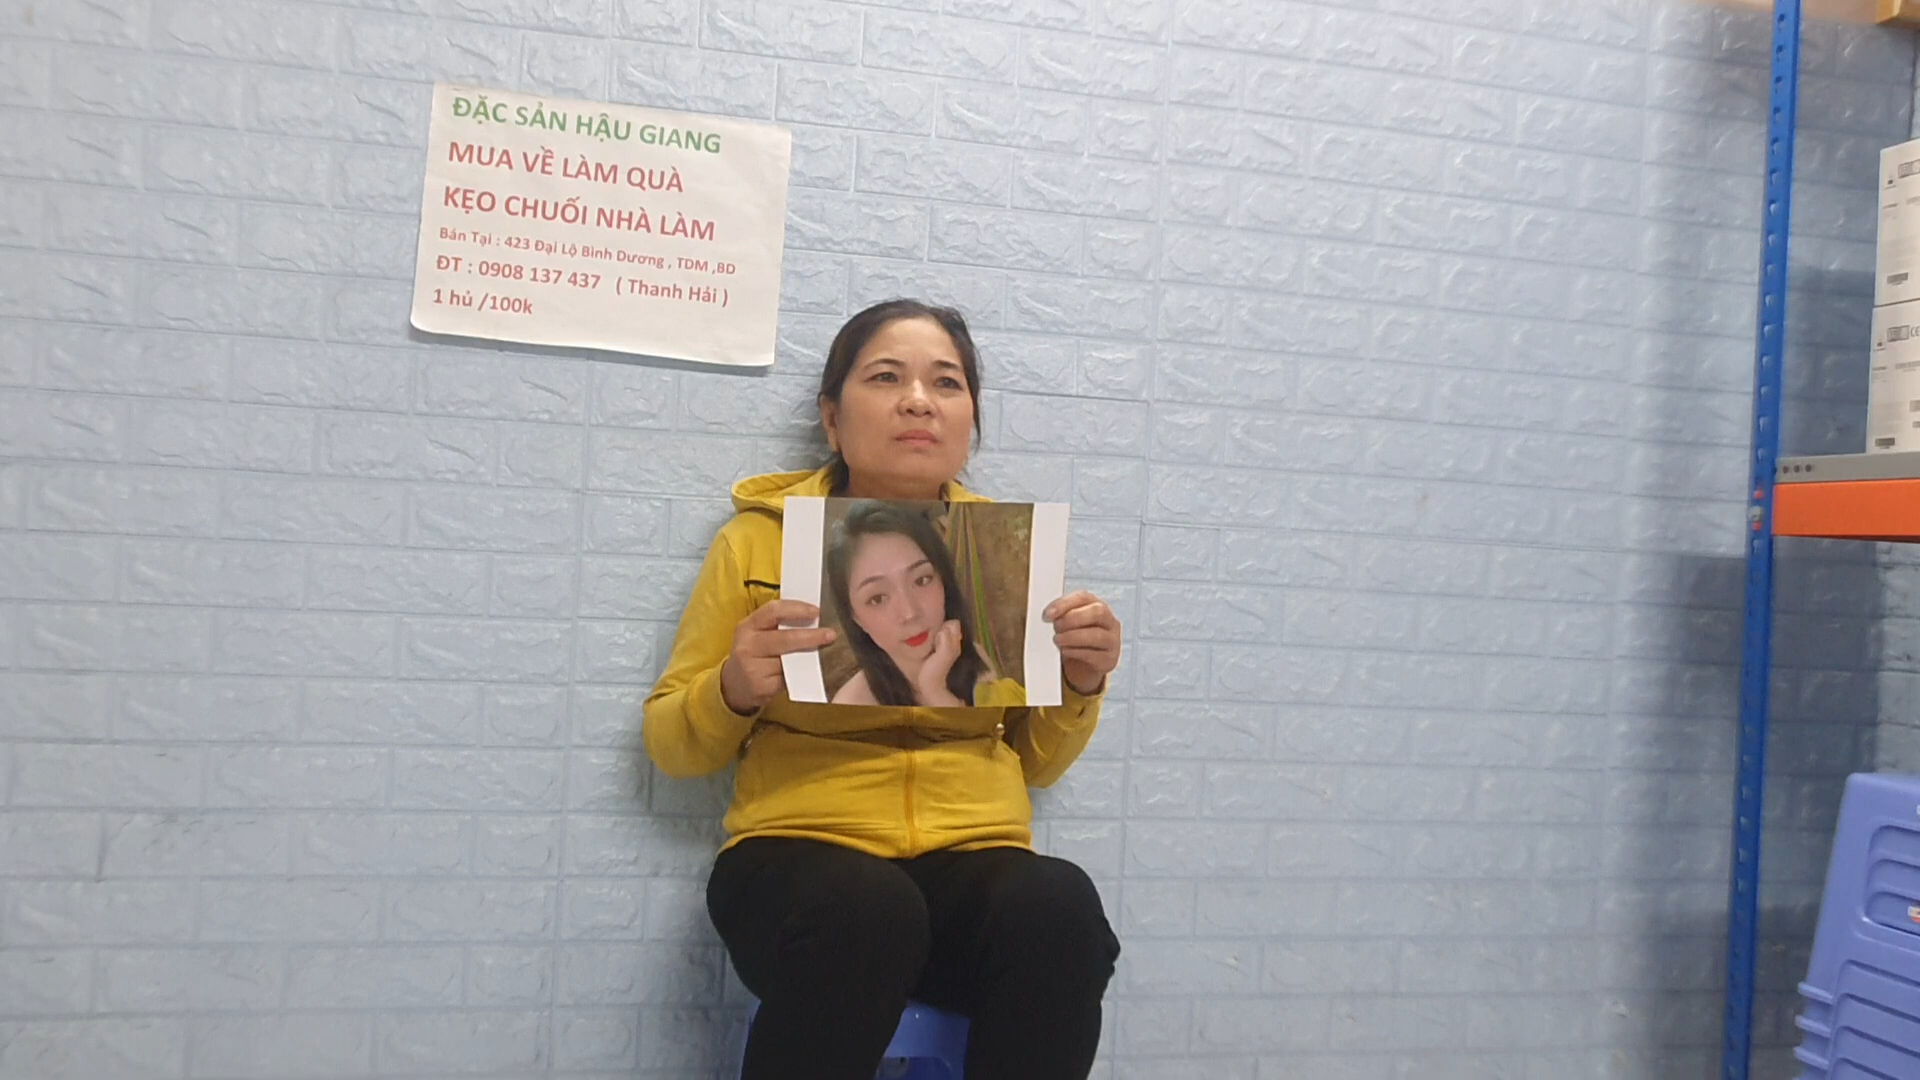 ĐẶC SẢN HẬU GIANG
MUA VỀ LÀM QUÀ
KẸO CHUỐI NHÀ LÀM
Bán Tại : 423 Đại Lộ Bình Dương , TDM ,BD
ĐT : 0908 137 437 ( Thanh Hải )
1 hủ /100k